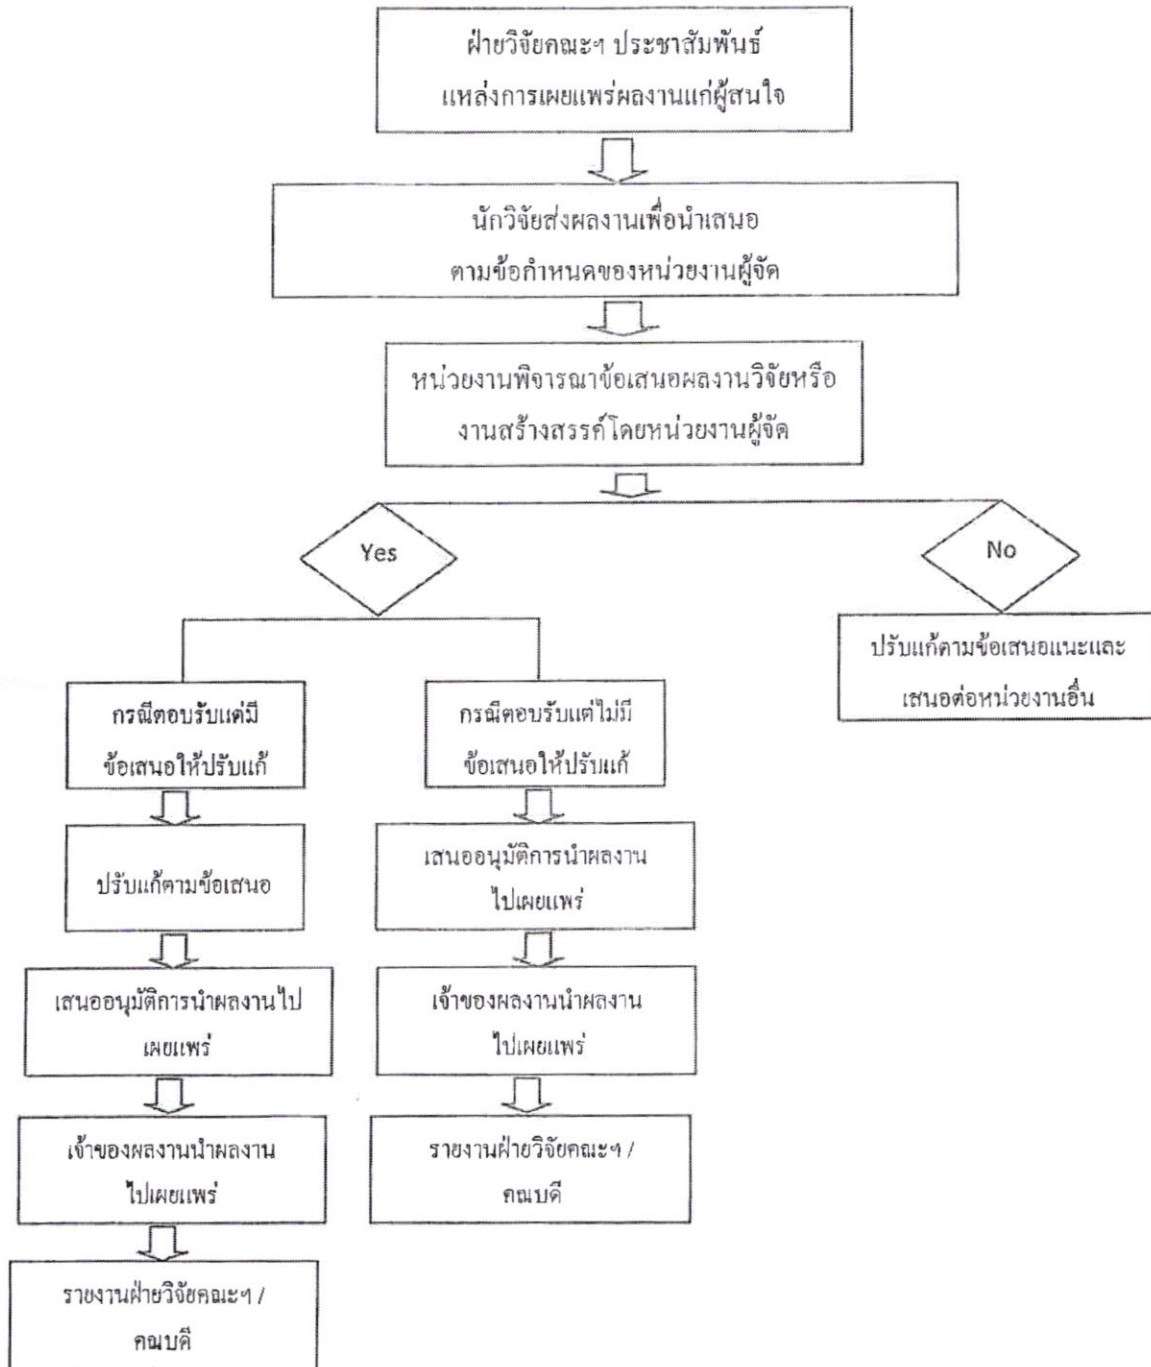 ฝ่ายวิจัยคณะฯ ประชาสัมพันธ์
แหล่งการเผยแพร่ผลงานแก่ผู้สนใจ
นักวิจัยส่งผลงานเพื่อนำเสนอ
ตามข้อกำหนดของหน่วยงานผู้จัด
หน่วยงานพิจารณาข้อเสนอผลงานวิจัยหรือ
งานสร้างสรรค์โดยหน่วยงานผู้จัด
Yes
No
กรณีตอบรับแต่มี
ข้อเสนอให้ปรับแก้
ปรับแก้ตามข้อเสนอ
เสนออนุมัติการนำผลงานไป
เผยแพร่
เจ้าของผลงานนำผลงาน
ไปเผยแพร่
รายงานฝ่ายวิจัยคณะฯ /
คณบดี
กรณีตอบรับแต่ไม่มี
ข้อเสนอให้ปรับแก้
เสนออนุมัติการนำผลงาน
ไปเผยแพร่
เจ้าของผลงานนำผลงาน
ไปเผยแพร่
รายงานฝ่ายวิจัยคณะฯ /
คณบดี
ปรับแก้ตามข้อเสนอแนะและ
เสนอต่อหน่วยงานอื่น